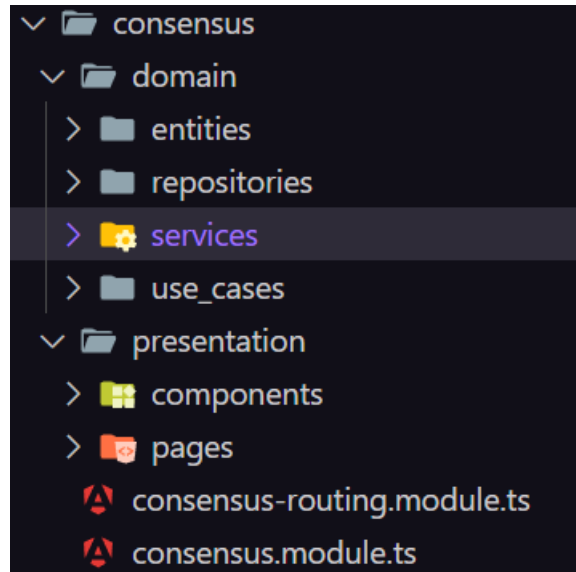 consensus
domain
entities
repositories
services
use_cases
presentation
components
pages
consensus-routing.module.ts
consensus.module.ts